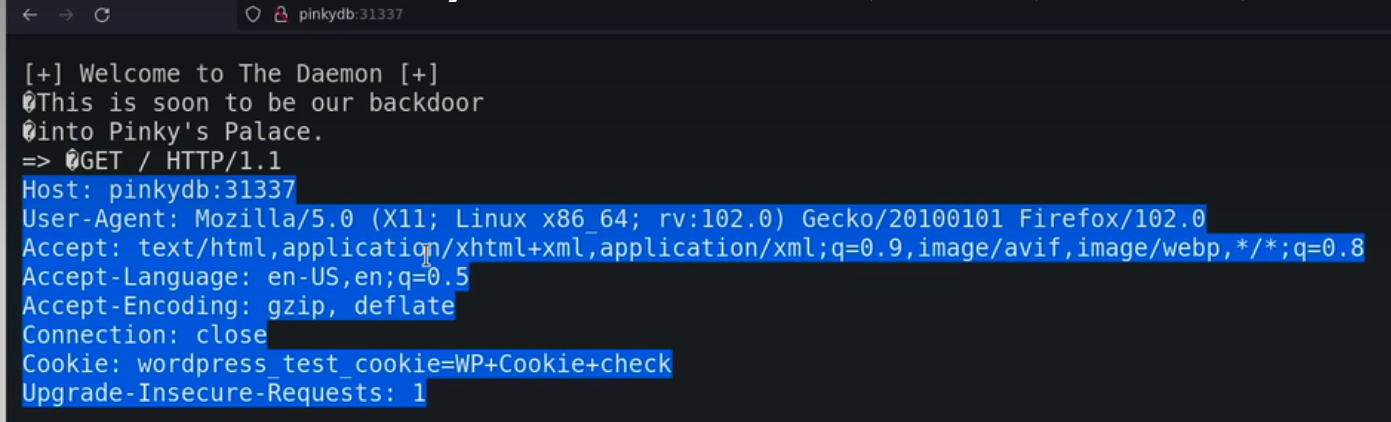 pinkydb:31337
[+] Welcome to The Daemon [+]
�This is soon to be our backdoor
�into Pinky's Palace.
=> �GET / HTTP/1.1
Host: pinkydb:31337
User-Agent: Mozilla/5.0 (X11; Linux x86_64; rv:102.0) Gecko/20100101 Firefox/102.0
Accept: text/html,application/xhtml+xml,application/xml;q=0.9,image/avif,image/webp,*/*;q=0.8
Accept-Language: en-US,en;q=0.5
Accept-Encoding: gzip, deflate
Connection: close
Cookie: wordpress_test_cookie=WP+Cookie+check
Upgrade-Insecure-Requests: 1